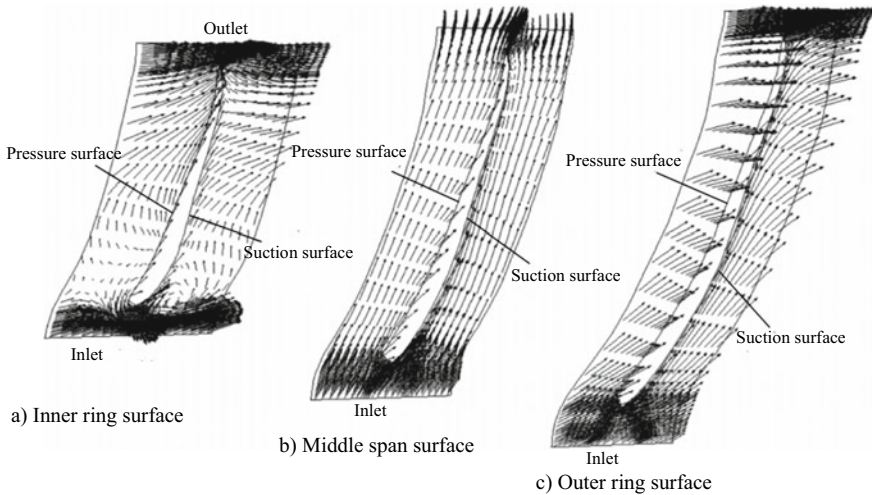 Outlet
Pressure surface
Suction surface
Inlet
a) Inner ring surface
Pressure surface
Suction surface
Inlet
b) Middle span surface
Pressure surface
Suction surface
Inlet
c) Outer ring surface